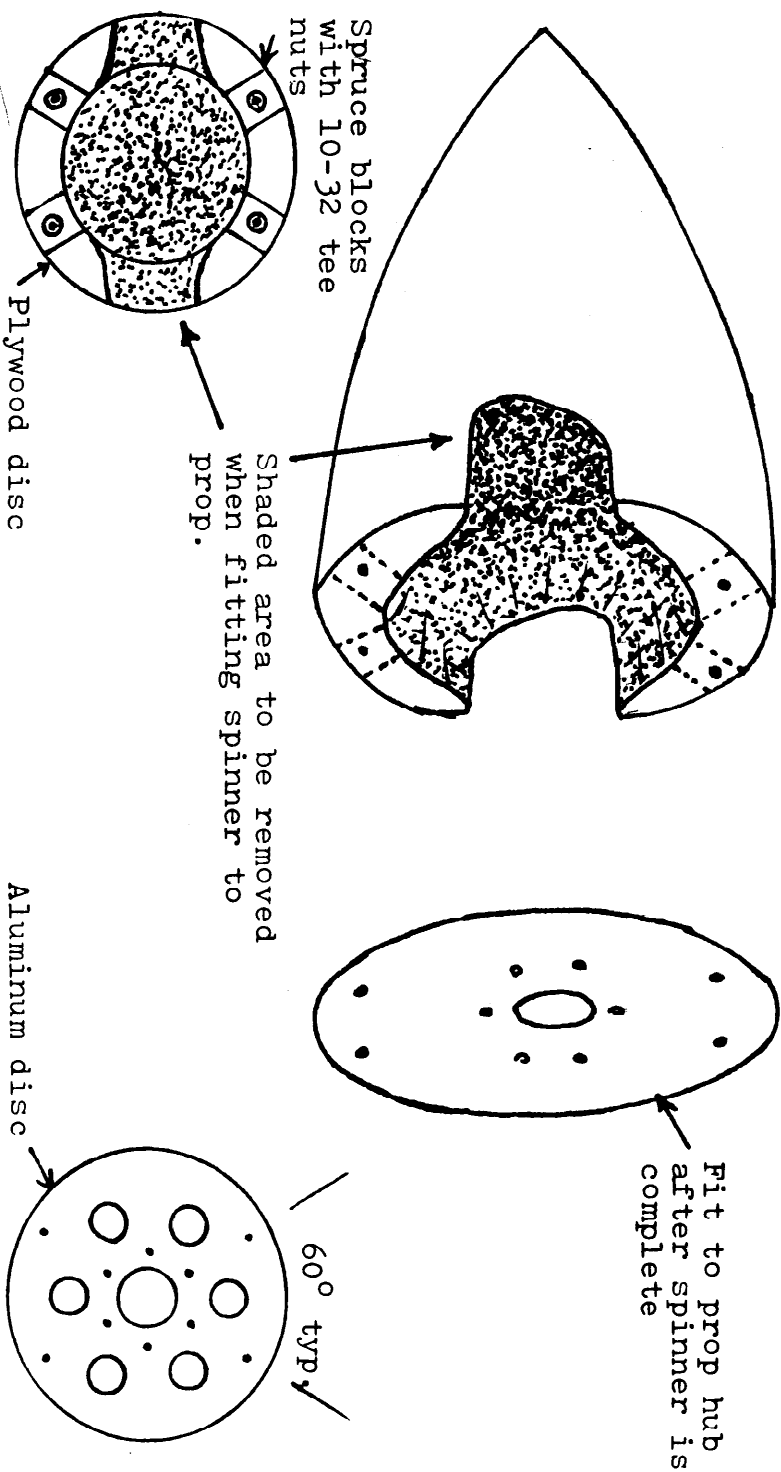 Spruce blocks
with 10-32 tee
nuts
Plywood disc
Shaded area to be removed
when fitting spinner to
prop.
Fit to prop hub
after spinner is
complete
Aluminum disc
60° typ.